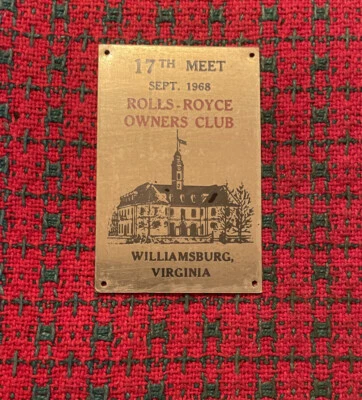 17TH MEET
SEPT. 1968
ROLLS-ROYCE
OWNERS CLUB
WILLIAMSBURG,
VIRGINIA